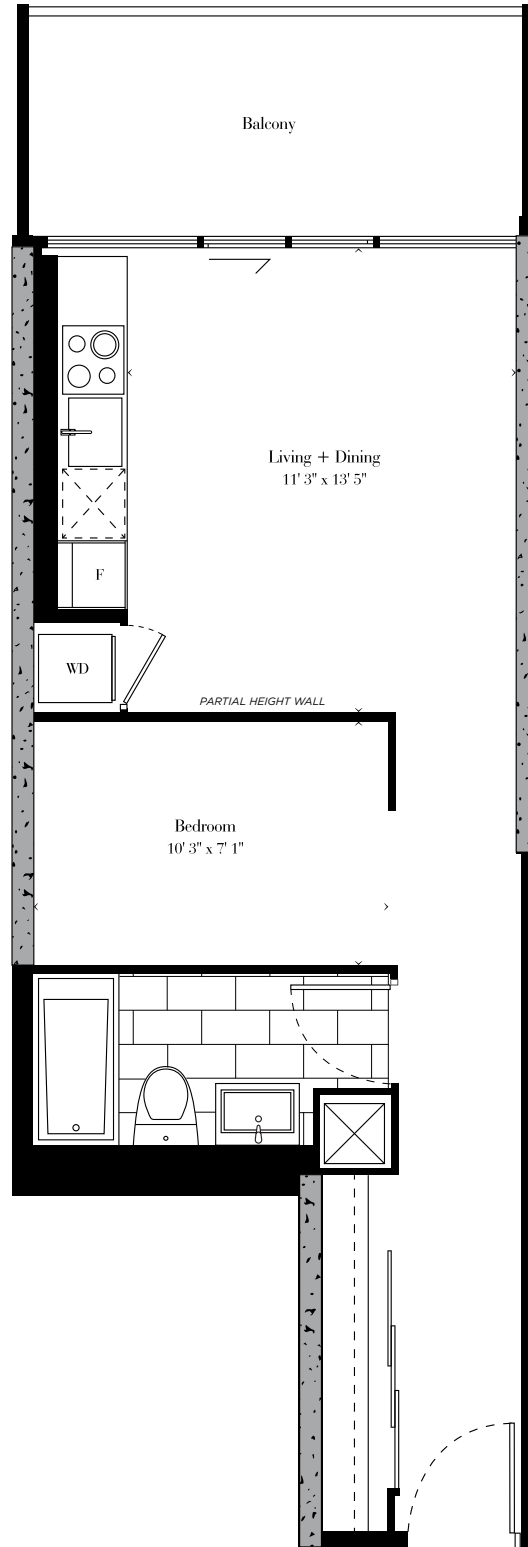 Balcony
Living + Dining
11' 3" x 13' 5"
F
WD
PARTIAL HEIGHT WALL
Bedroom
10' 3" x 7' 1"